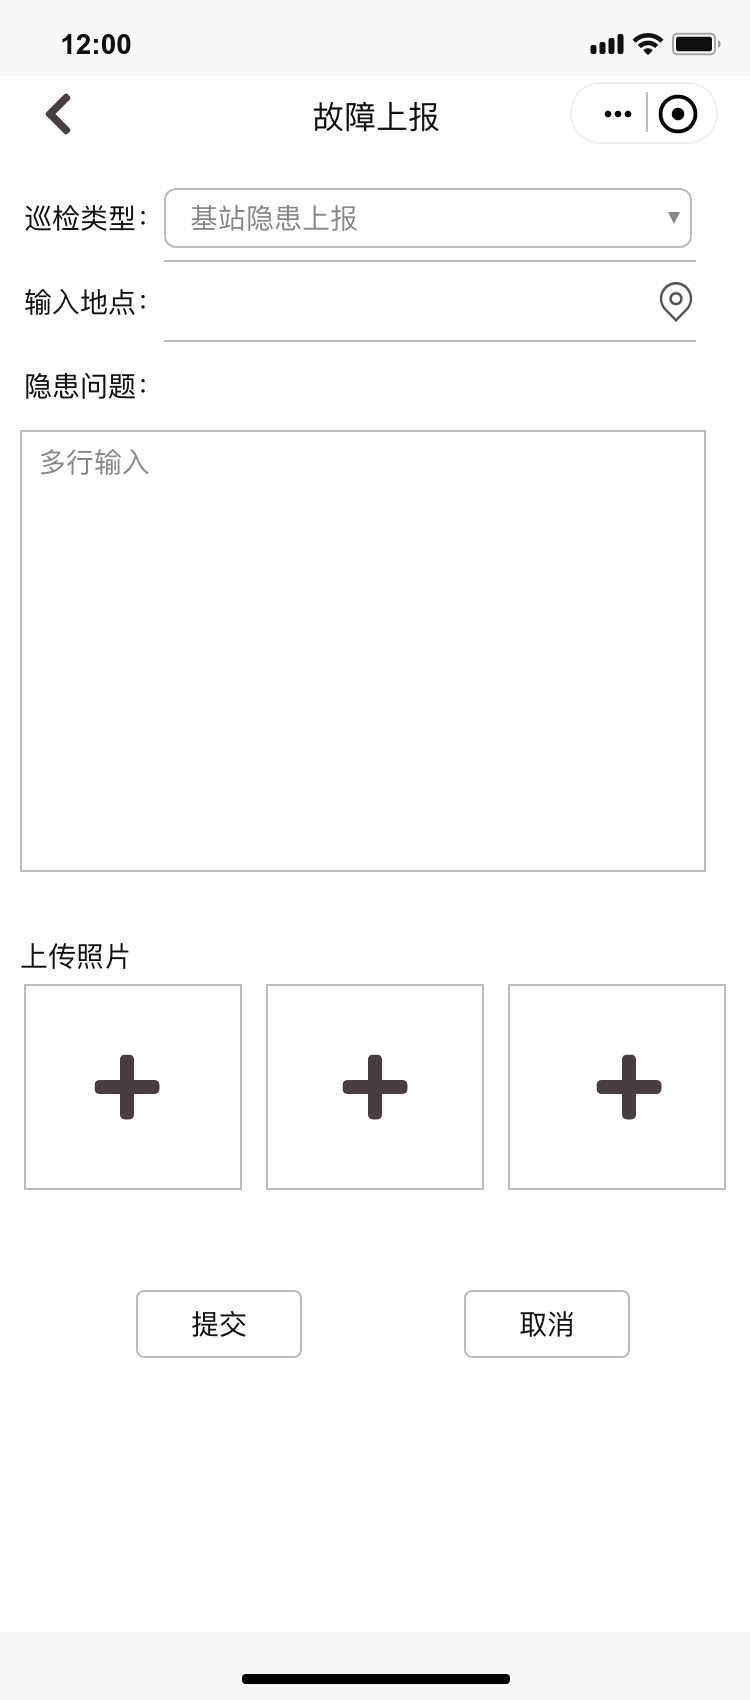 12:00
故障上报
巡检类型：
基站隐患上报
输入地点：
隐患问题：
多行输入
上传照片
提交
取消